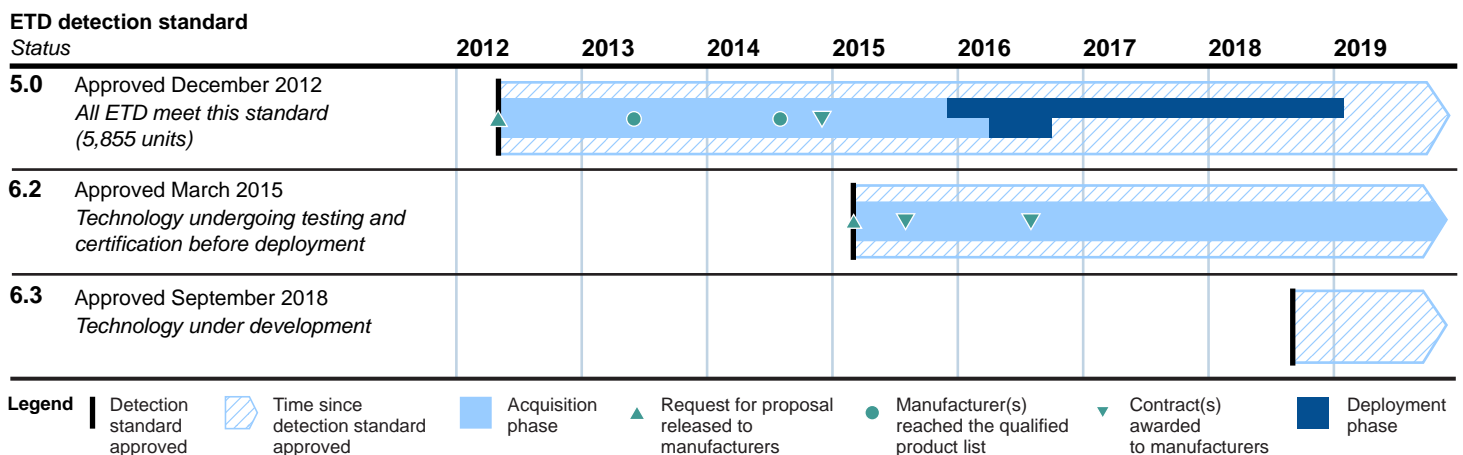 ETD detection standard
Status
2012 2013 2014 2015 2016 2017 2018 2019
5.0 Approved December 2012
All ETD meet this standard
(5,855 units)
6.2 Approved March 2015
Technology undergoing testing and
certification before deployment
6.3 Approved September 2018
Technology under development
Legend
Detection
standard
approved
Time since
detection standard
approved
Acquisition
phase
Request for proposal
released to
manufacturers
Manufacturer(s)
reached the qualified
product list
Contract(s)
awarded
to manufacturers
Deployment
phase